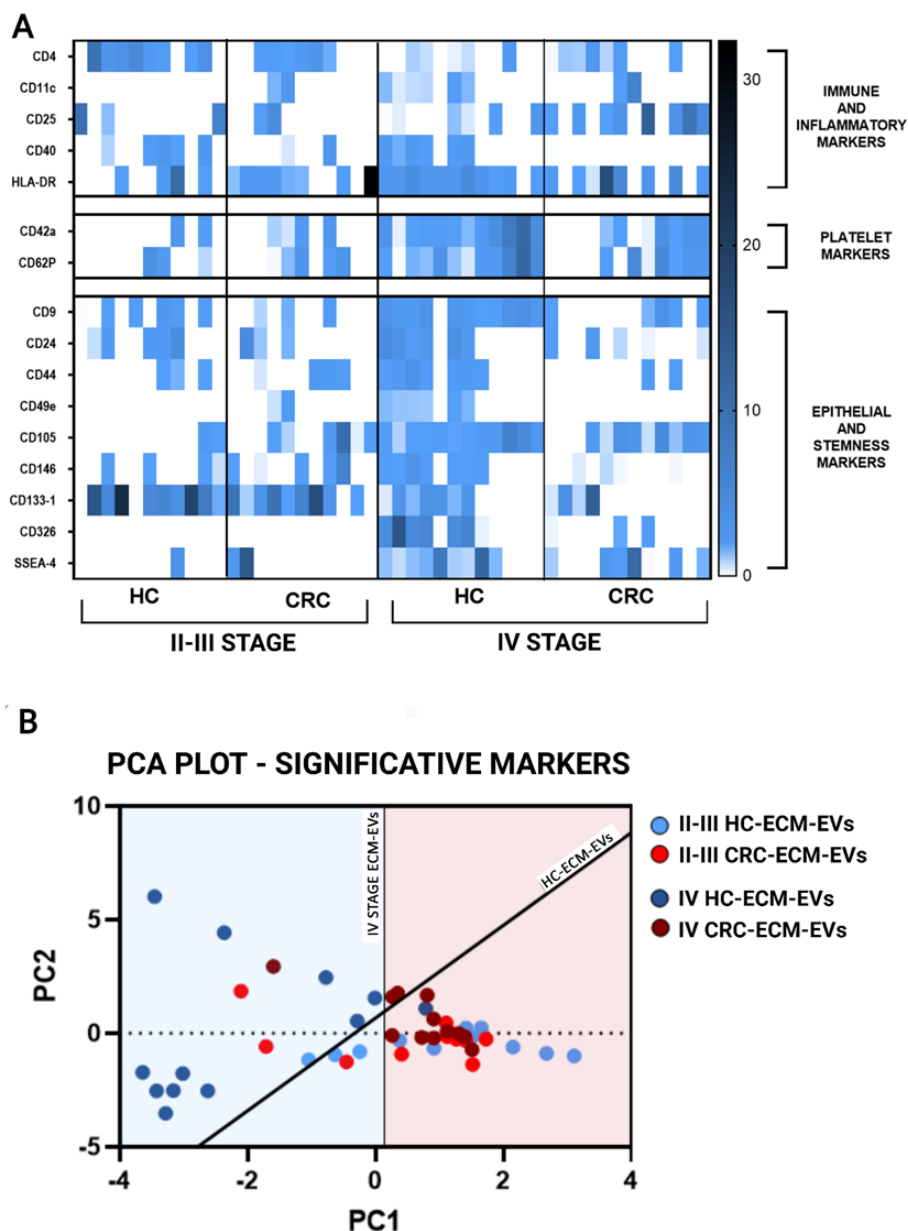 A
CD4
CD11c
CD25
CD40
HLA-DR
CD42a
CD62P
CD9
CD24
CD44
CD49e
CD105
CD146
CD133-1
CD326
SSEA-4
30
20
10
0
IMMUNE
AND
INFLAMMATORY
MARKERS
PLATELET
MARKERS
EPITHELIAL
AND
STEMNESS
MARKERS
HC
CRC
HC
CRC
II-III STAGE
IV STAGE
B
PCA PLOT - SIGNIFICATIVE MARKERS
PC2
10
5
0
-5
-4
-2
0
2
4
PC1
IV STAGE ECM-EVs
HC-ECM-EVs
II-III HC-ECM-EVs
II-III CRC-ECM-EVs
IV HC-ECM-EVs
IV CRC-ECM-EVs